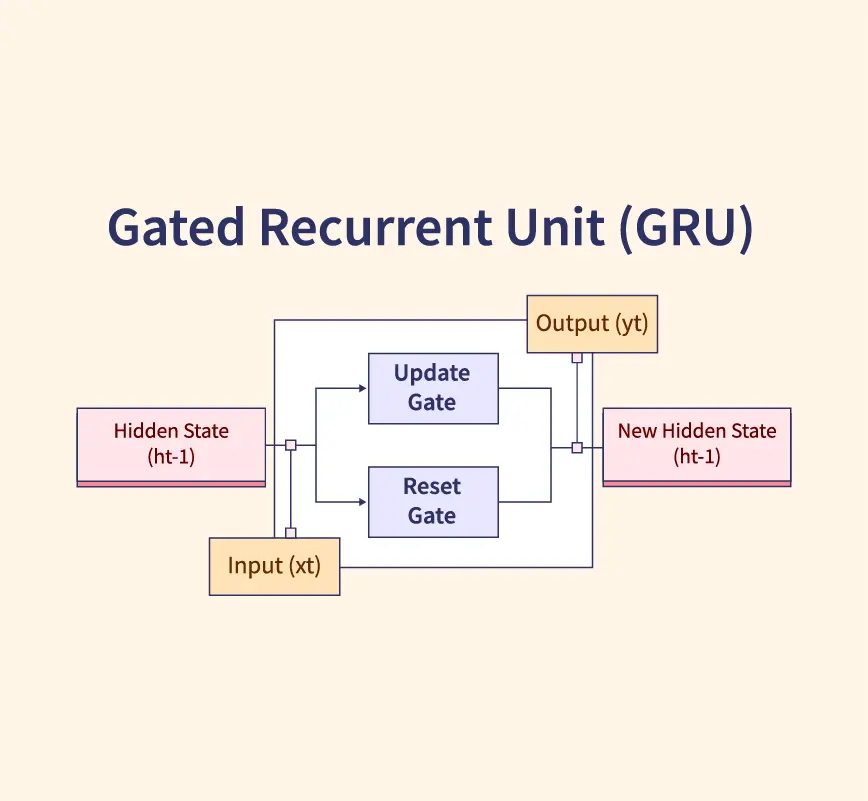 Gated Recurrent Unit (GRU)
Output (yt)
Update
Gate
Hidden State
(ht-1)
New Hidden State
(ht-1)
Reset
Gate
Input (xt)